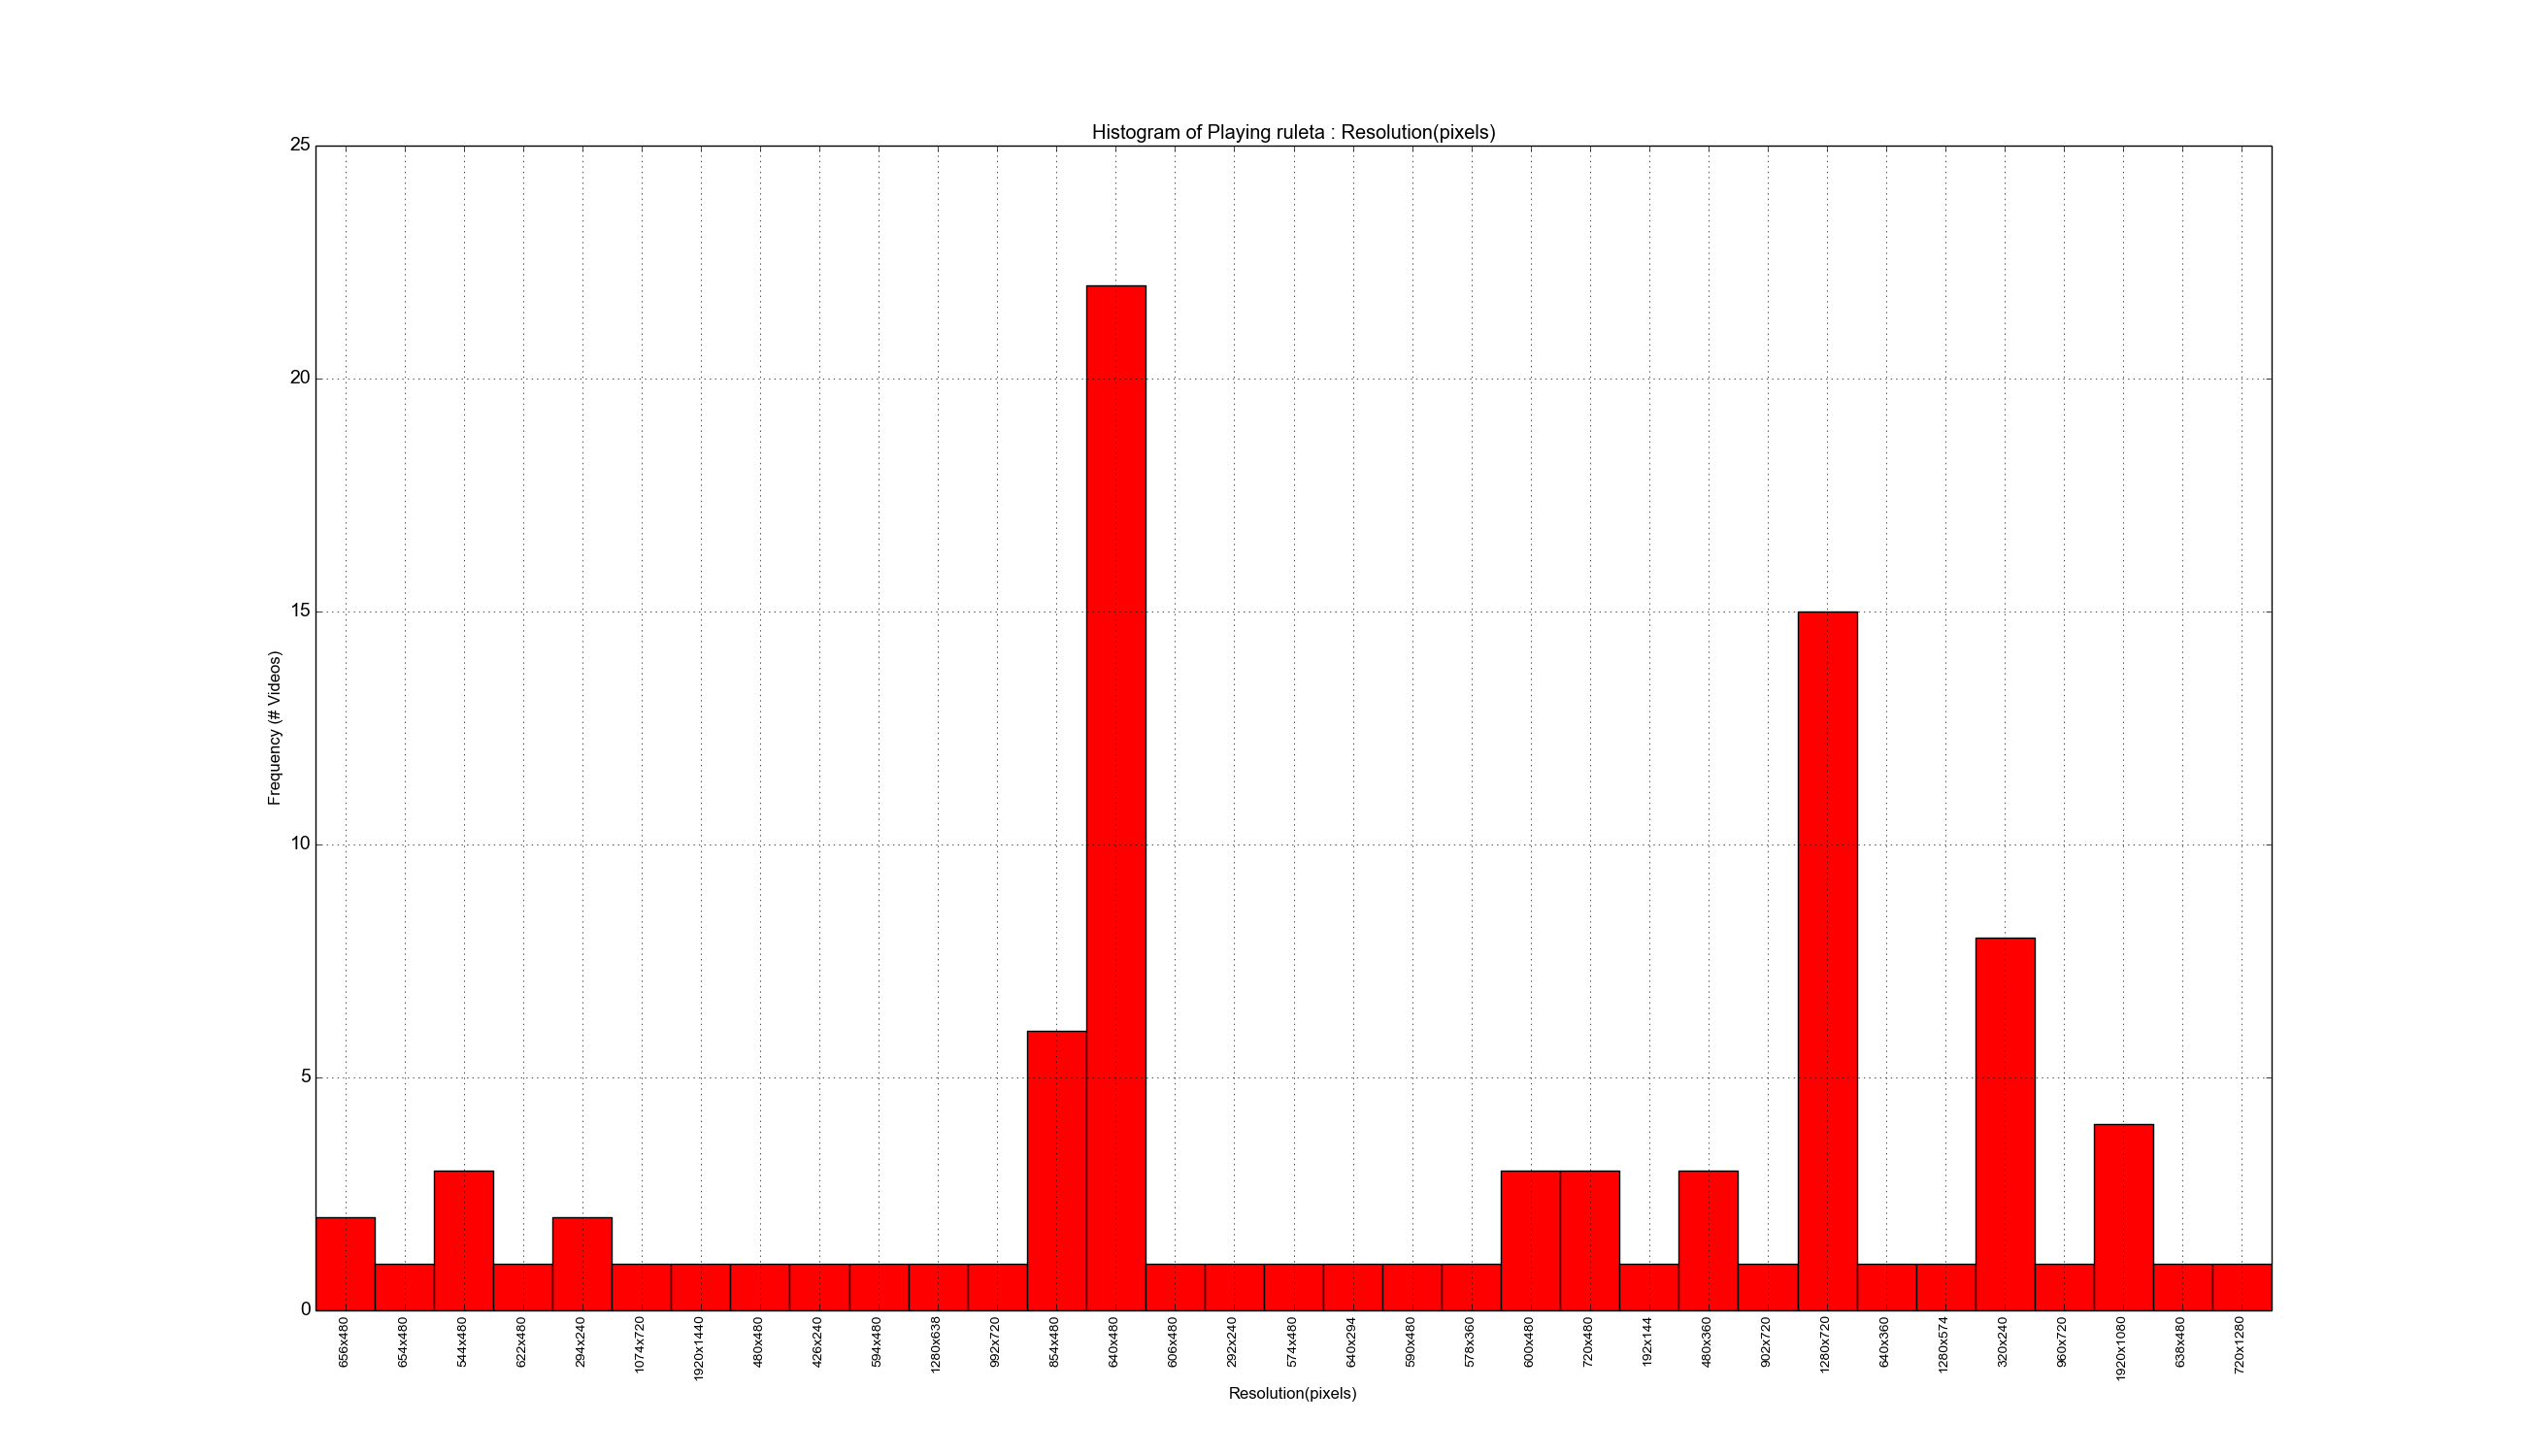 Histogram of Playing ruleta : Resolution(pixels)
25
20
15
10
5
0
Frequency (# Videos)
656x480
654x480
544x480
622x480
294x240
1074x720
1920x1440
480x480
426x240
594x480
1280x638
992x720
854x480
640x480
606x480
292x240
574x480
640x294
590x480
578x360
600x480
720x480
192x144
480x360
902x720
1280x720
640x360
1280x574
320x240
960x720
1920x1080
638x480
720x1280
Resolution(pixels)